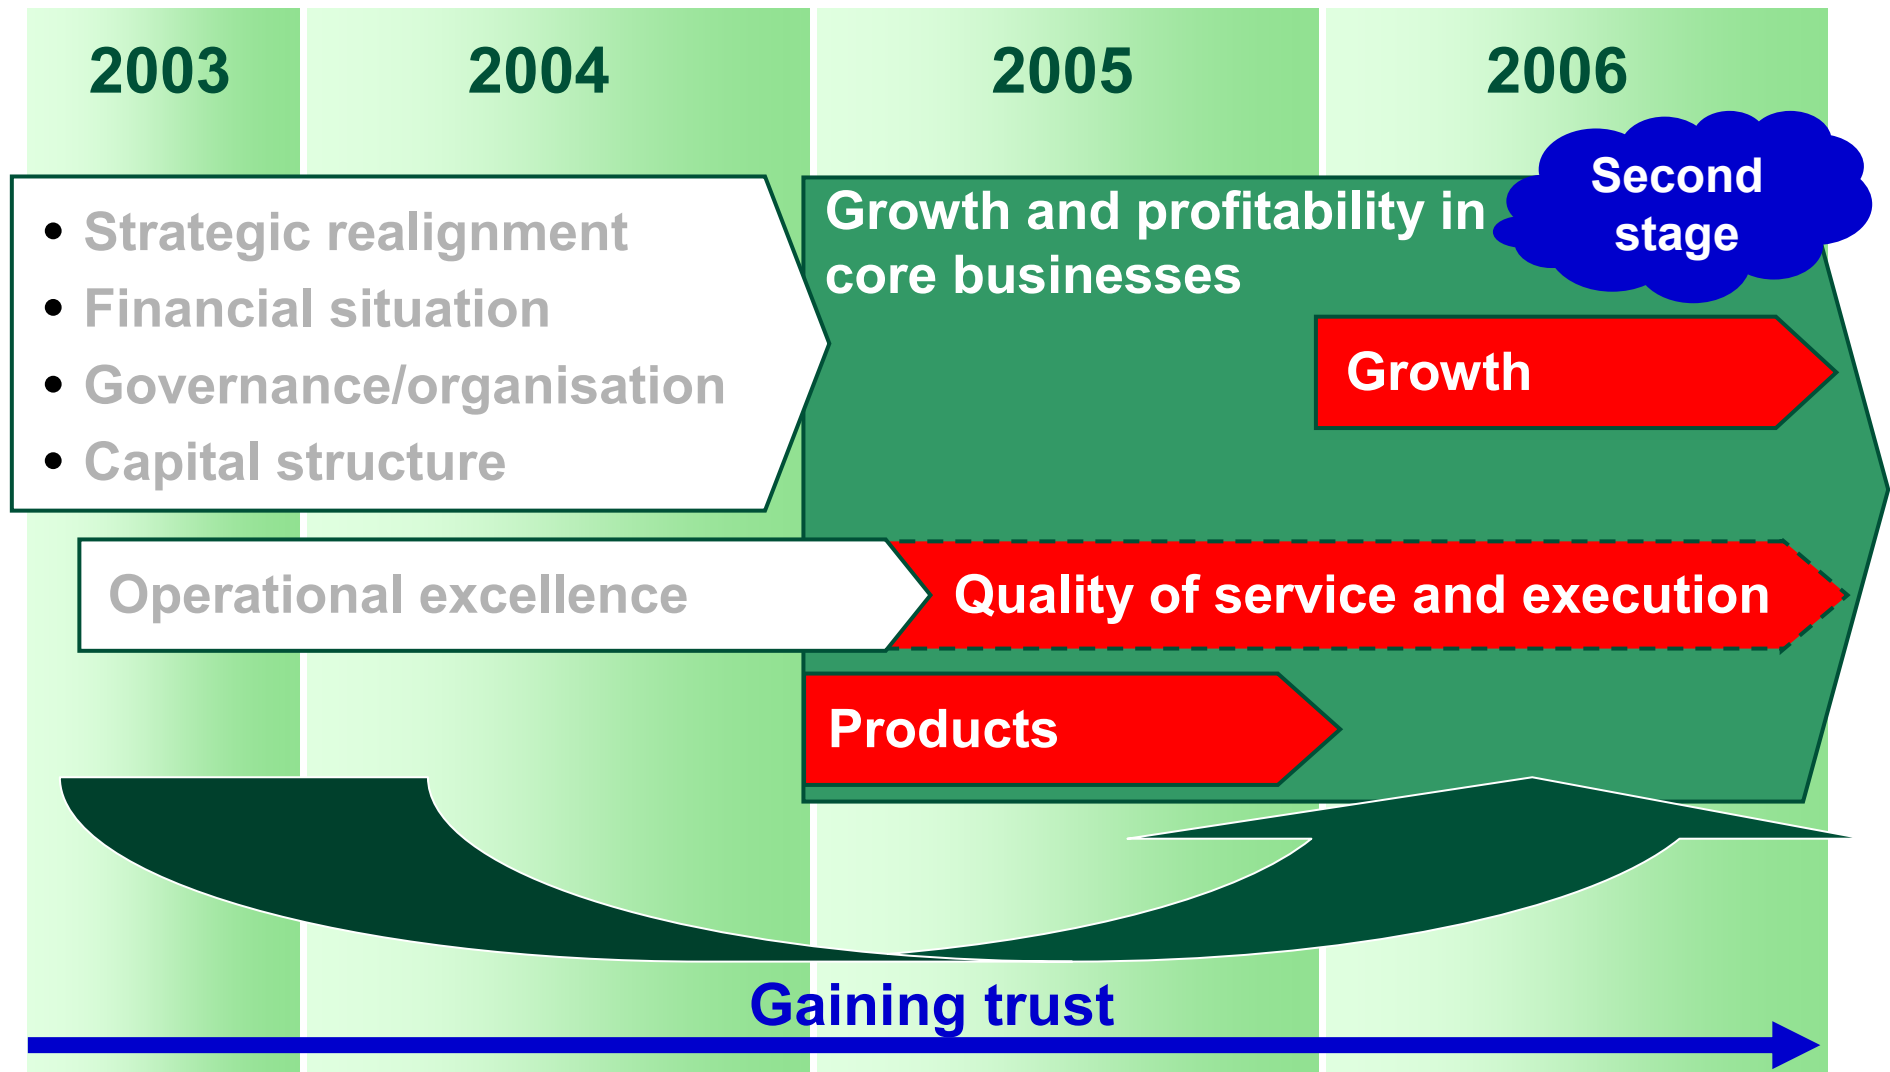 2003
2004
2005
2006
Second
stage
• Strategic realignment
• Financial situation
• Governance/organisation
• Capital structure
Growth and profitability in
core businesses
Growth
Operational excellence
Quality of service and execution
Products
Gaining trust